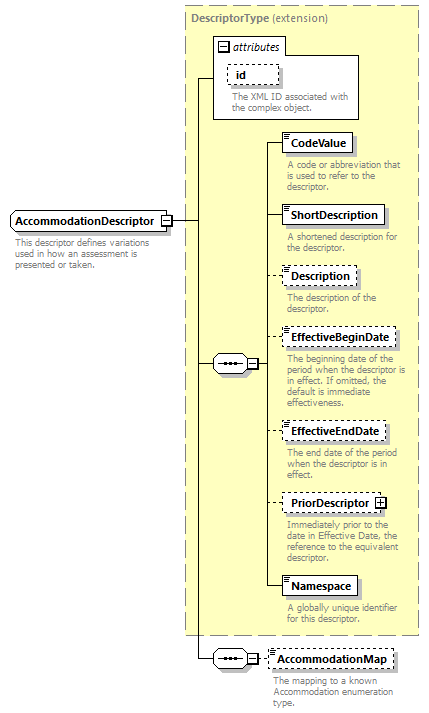 DescriptorType (extension)
attributes
id
The XML ID associated with
the complex object.
CodeValue
A code or abbreviation that
is used to refer to the
descriptor.
AccommodationDescriptor
This descriptor defines variations
used in how an assessment is
presented or taken.
ShortDescription
A shortened description for
the descriptor.
Description
The description of the
descriptor.
EffectiveBeginDate
The beginning date of the
period when the descriptor is
in effect. If omitted, the
default is immediate
effectiveness.
EffectiveEndDate
The end date of the period
when the descriptor is in
effect.
PriorDescriptor
Immediately prior to the
date in Effective Date, the
reference to the equivalent
descriptor.
Namespace
A globally unique identifier
for this descriptor.
AccommodationMap
The mapping to a known
Accommodation enumeration
type.